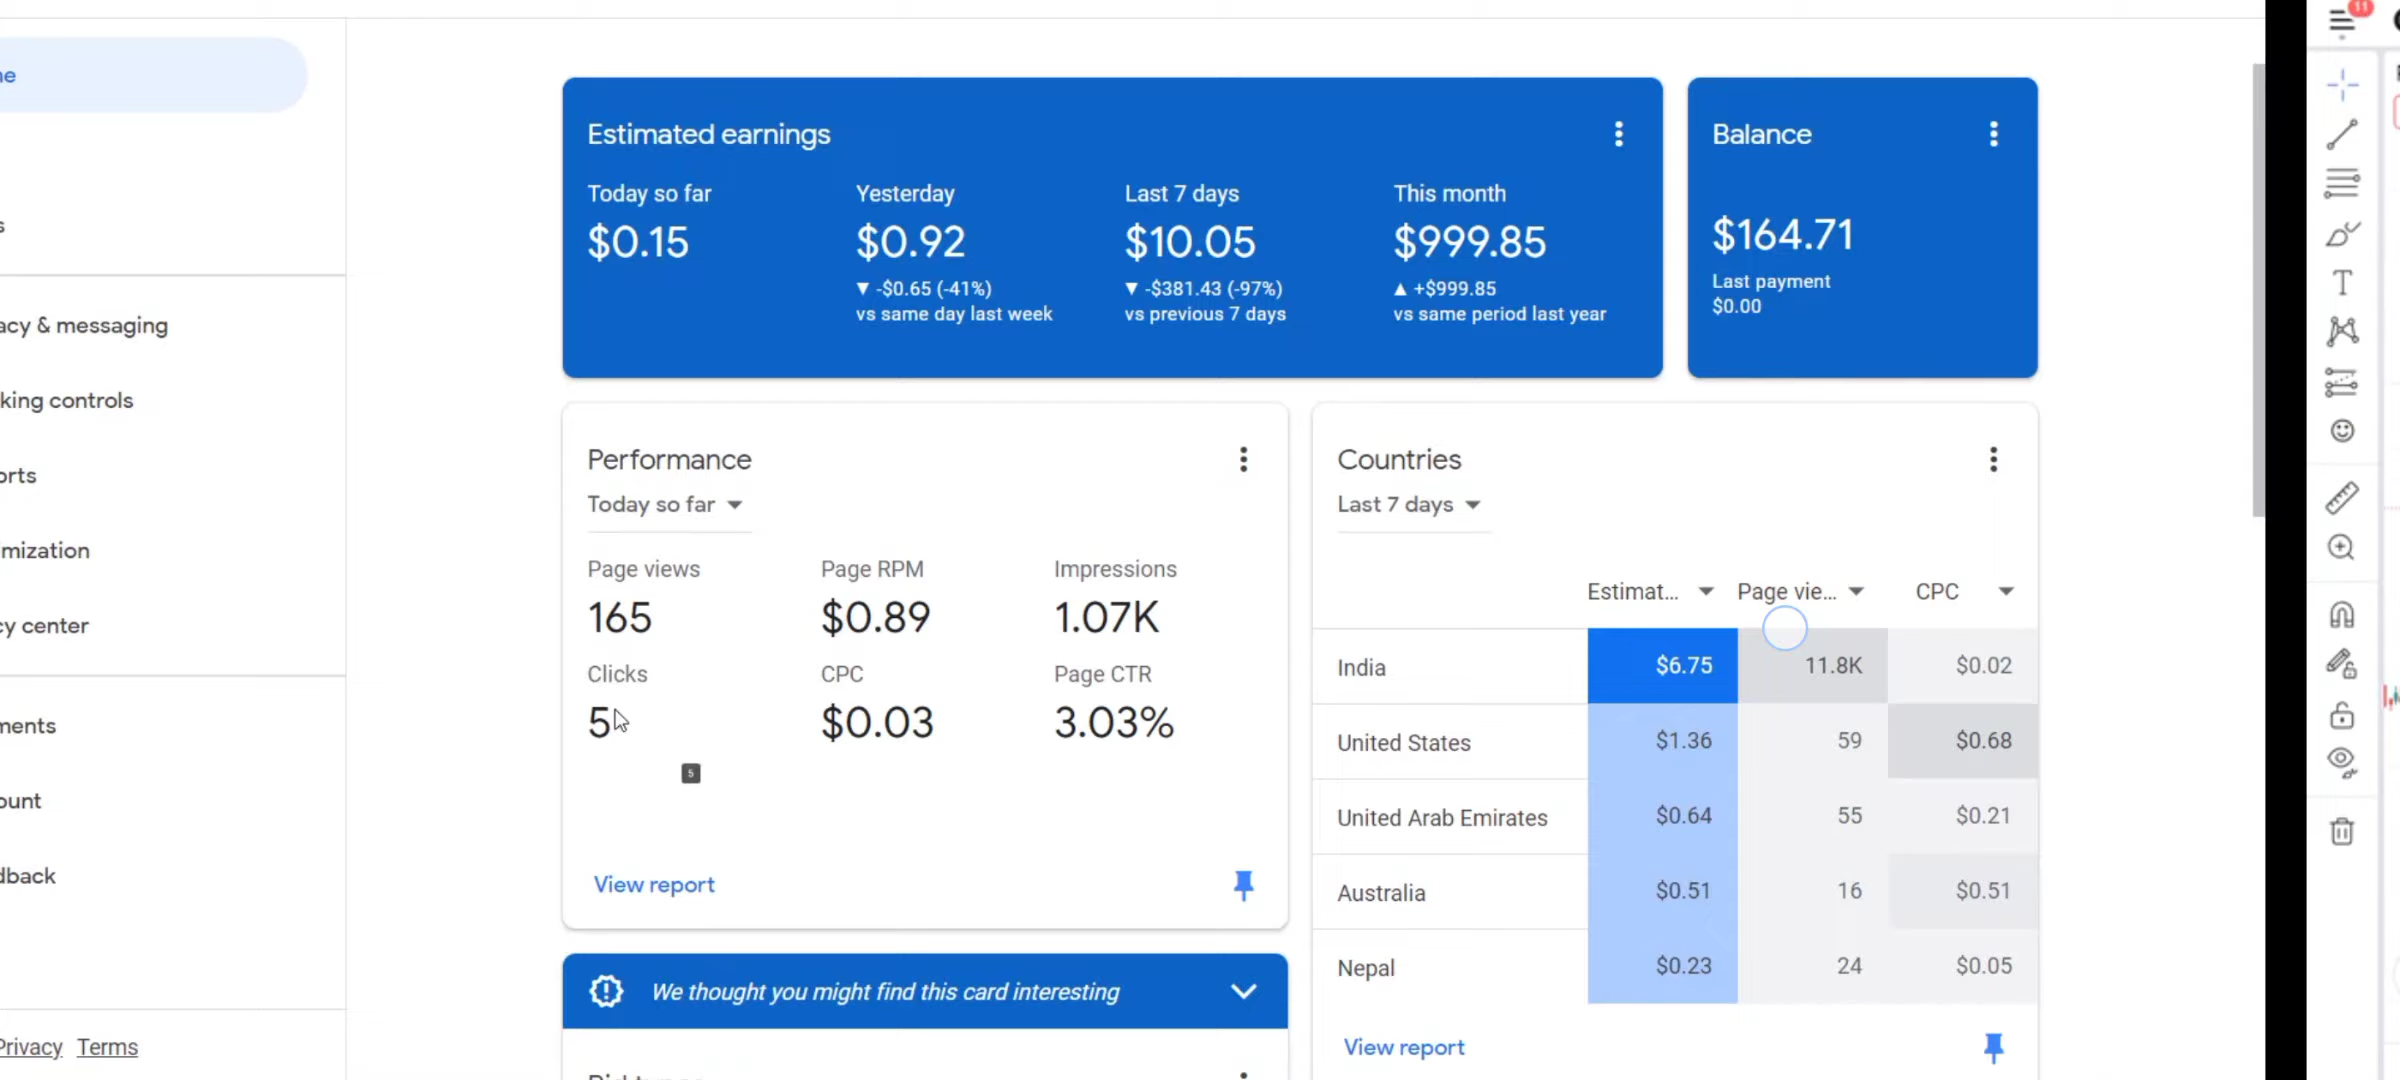 ne
s
acy & messaging
king controls
orts
mization
cy center
ments
ount
dback
Privacy Terms
Estimated earnings
Today so far
$0.15
Yesterday
$0.92
▼ -$0.65 (-41%)
vs same day last week
Last 7 days
$10.05
▼ -$381.43 (-97%)
vs previous 7 days
This month
$999.85
▲ +$999.85
vs same period last year
Balance
$164.71
Last payment
$0.00
Performance
Today so far
Page views Page RPM Impressions
165 $0.89 1.07K
Clicks CPC Page CTR
5 $0.03 3.03%
5
View report
We thought you might find this card interesting
Countries
Last 7 days
Estimat... Page vie... CPC
India $6.75 11.8K $0.02
United States $1.36 59 $0.68
United Arab Emirates $0.64 55 $0.21
Australia $0.51 16 $0.51
Nepal $0.23 24 $0.05
View report
11
T